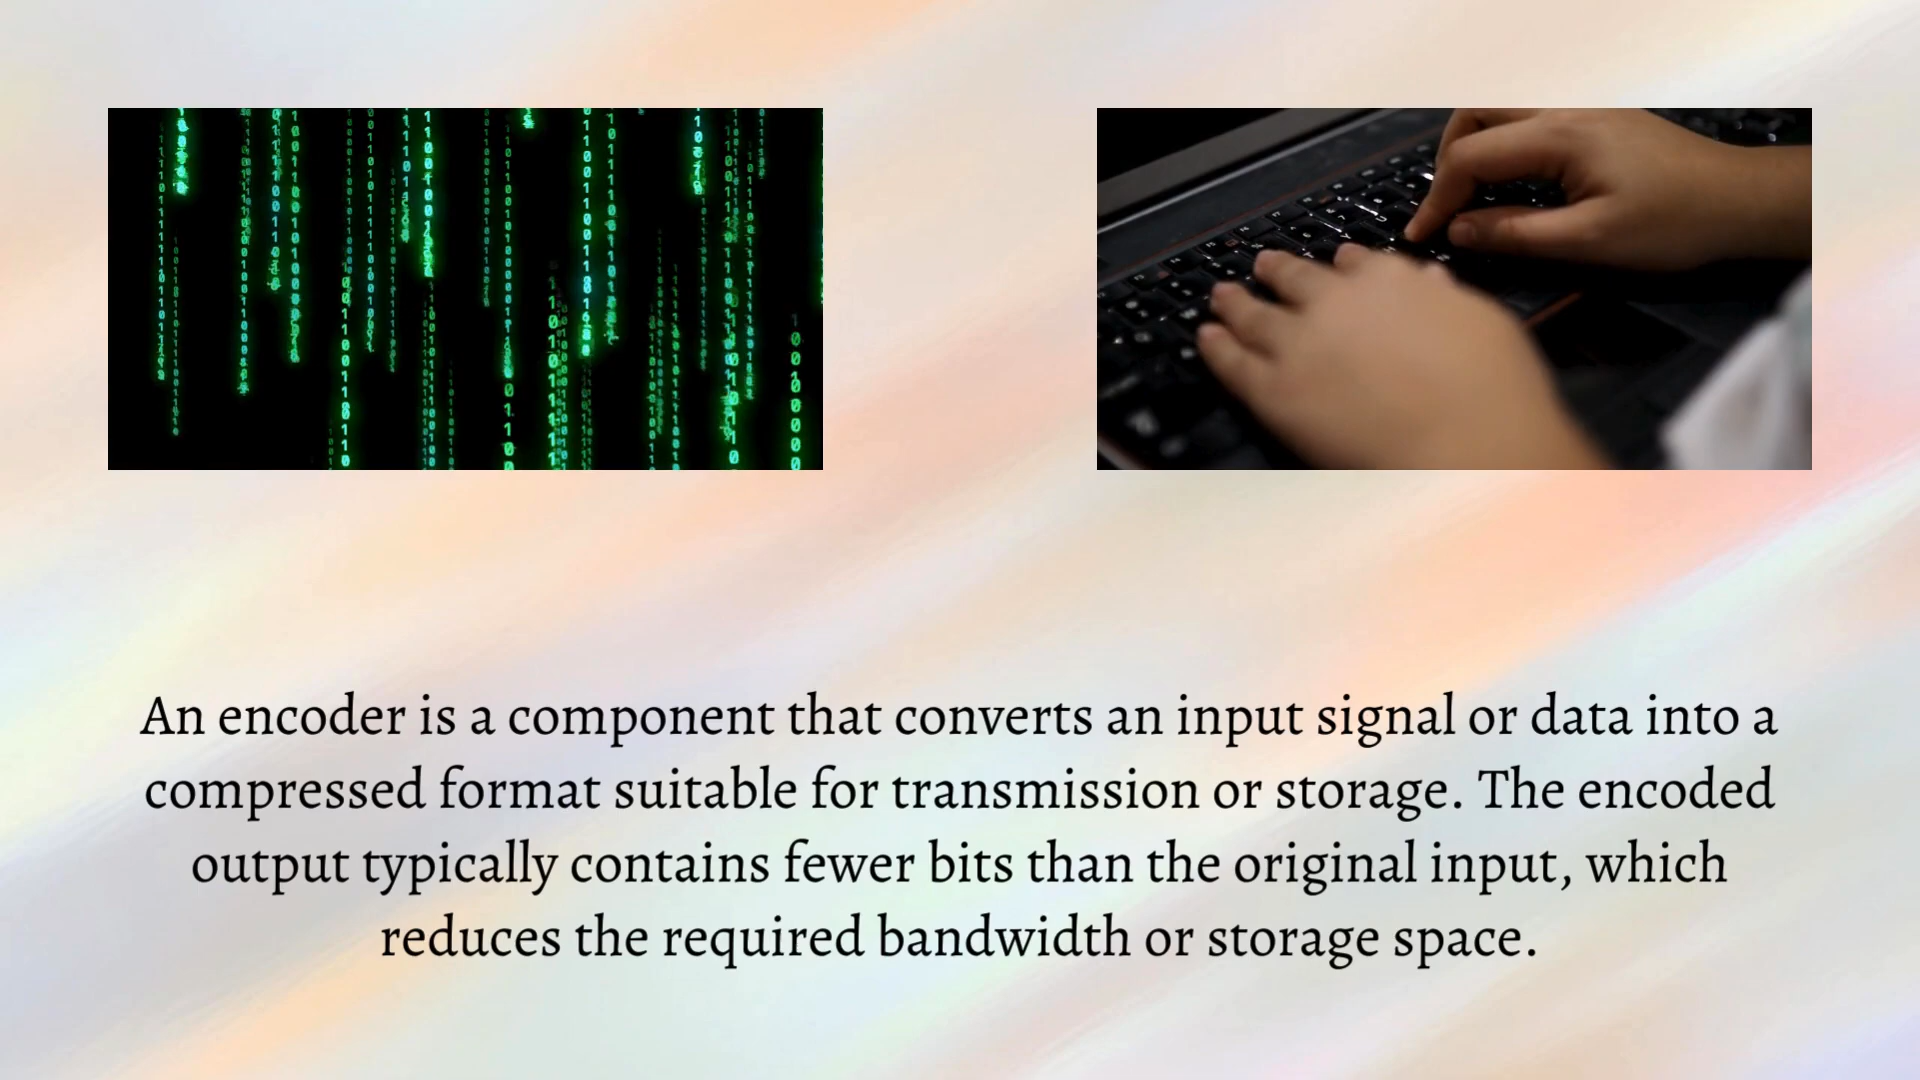 An encoder is a component that converts an input signal or data into a
compressed format suitable for transmission or storage. The encoded
output typically contains fewer bits than the original input, which
reduces the required bandwidth or storage space.